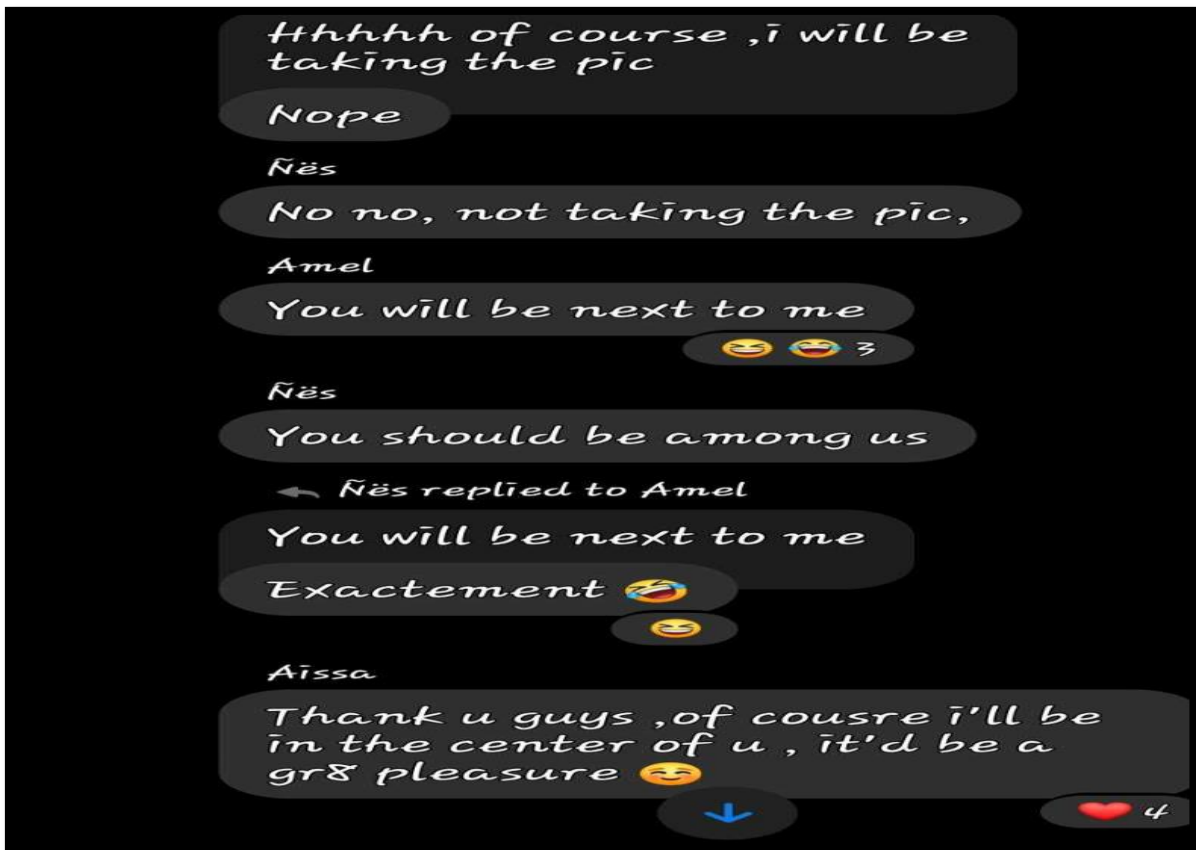 Hhhhh of course ,i will be
taking the pic
Nope
Ñës
No no, not taking the pic,
Amel
You will be next to me
😆 😂 3
Ñës
You should be among us
Ñës replied to Amel
You will be next to me
Exactement 🤣
😆
Aissa
Thank u guys ,of cousre i'll be
in the center of u , it'd be a
gr8 pleasure 😊
❤️ 4